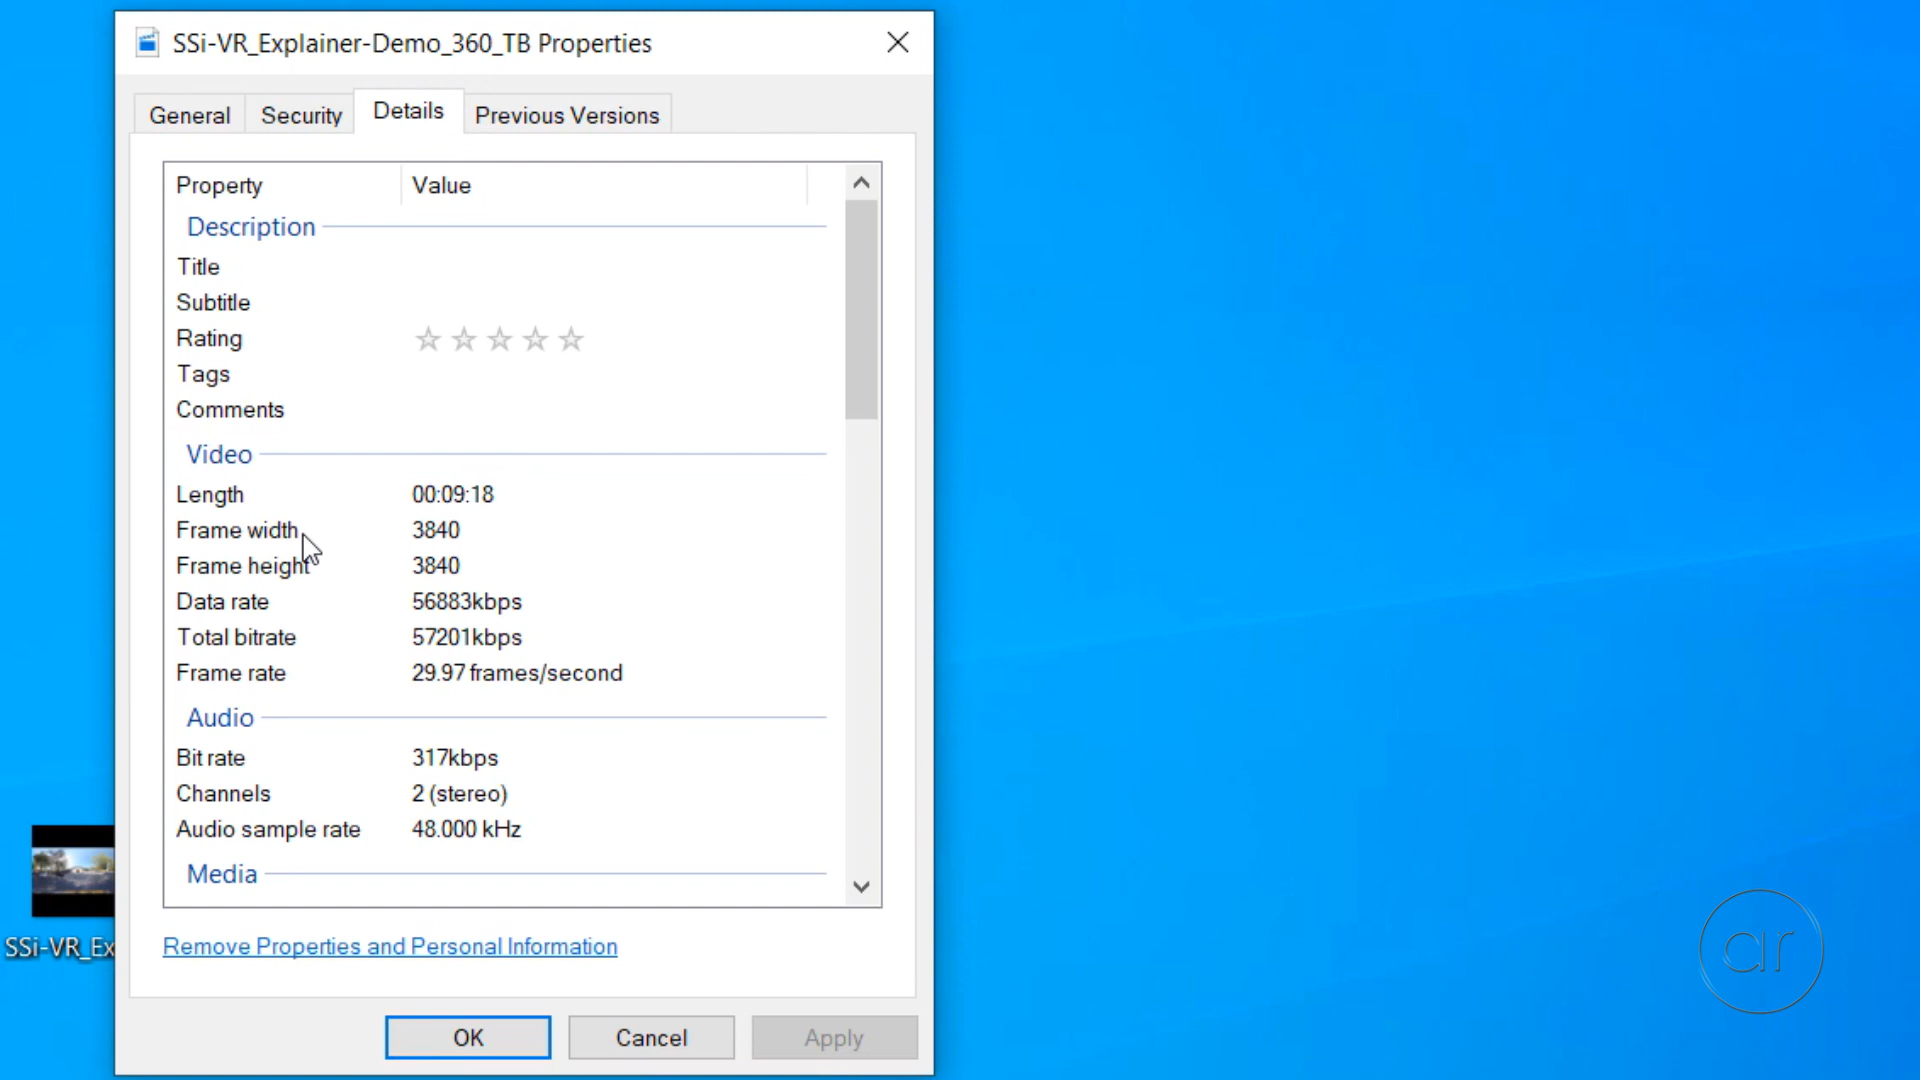 SSi-VR_Explainer-Demo_360_TB Properties
General Security Details Previous Versions
Property Value
Description
Title
Subtitle
Rating
Tags
Comments
Video
Length 00:09:18
Frame width 3840
Frame height 3840
Data rate 56883kbps
Total bitrate 57201kbps
Frame rate 29.97 frames/second
Audio
Bit rate 317kbps
Channels 2 (stereo)
Audio sample rate 48.000 kHz
Media
SSi-VR_Ex
Remove Properties and Personal Information
OK Cancel Apply
ar